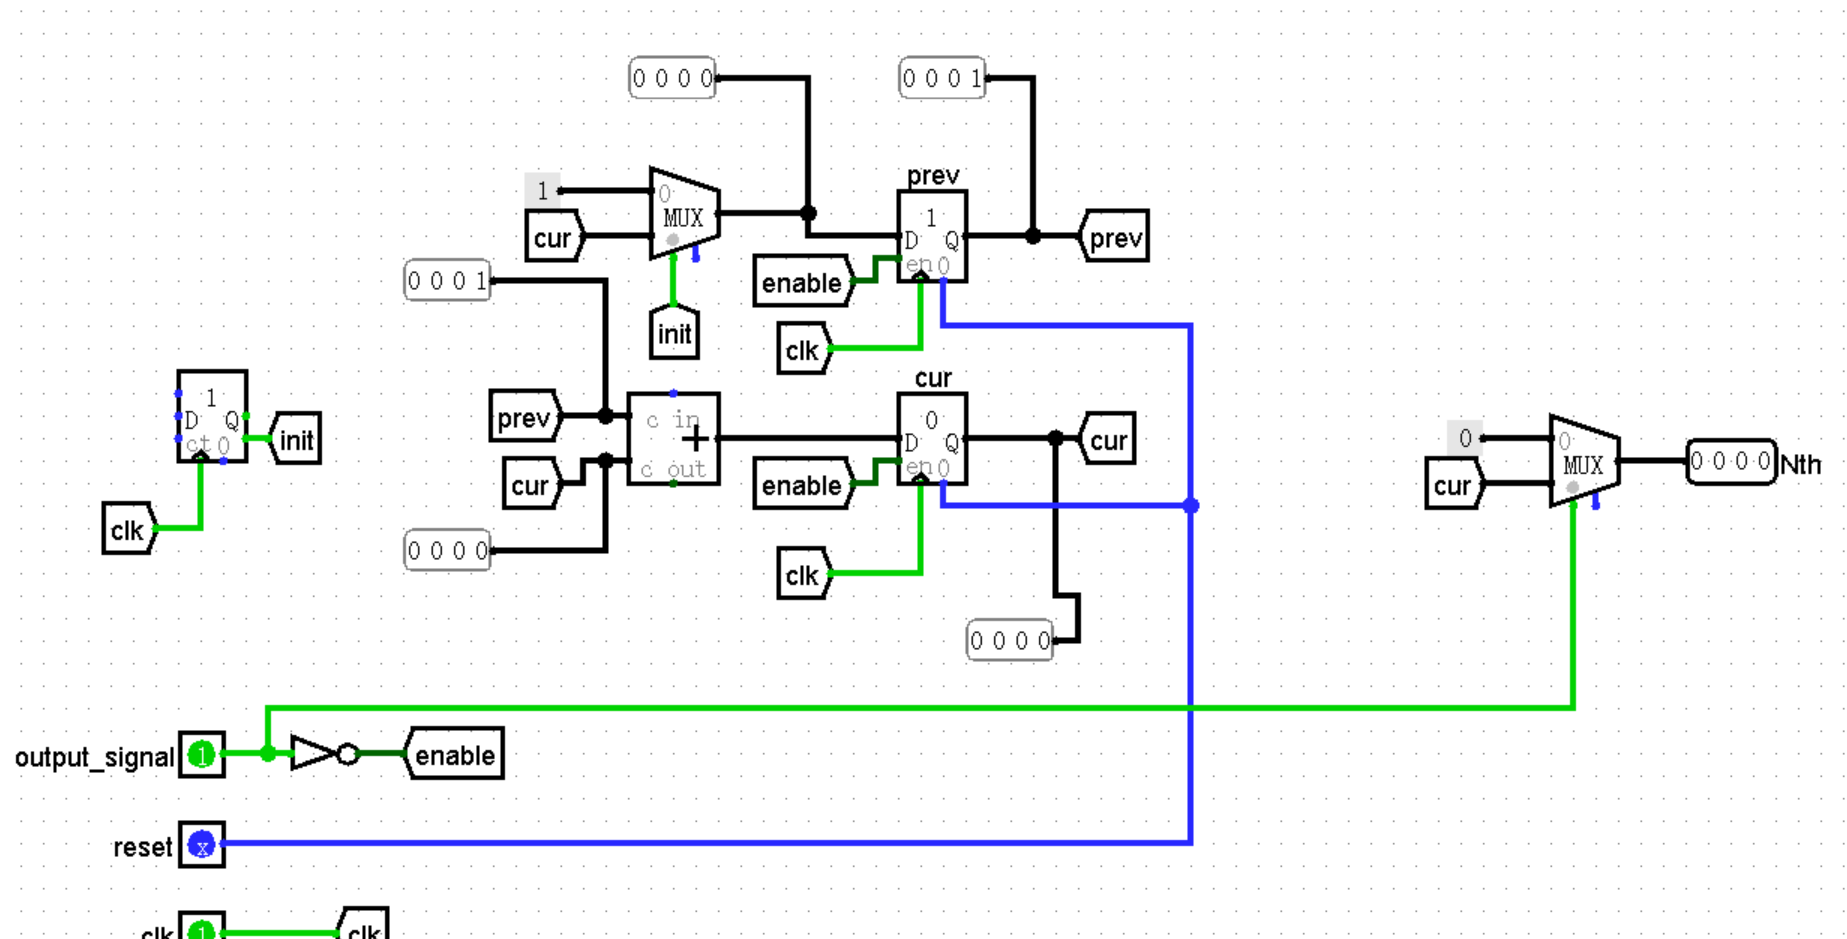 0 0 0 0
0 0 0 1
prev
1
0
MUX
cur
1
D Q
en 0
prev
enable
0 0 0 1
init
clk
cur
1
D Q
ct 0
init
prev
c in
+
c out
cur
0
D Q
en 0
cur
enable
0
0
MUX
cur
0 0 0 0
Nth
clk
0 0 0 0
clk
0 0 0 0
output_signal
1
enable
reset
x
clk
1
clk